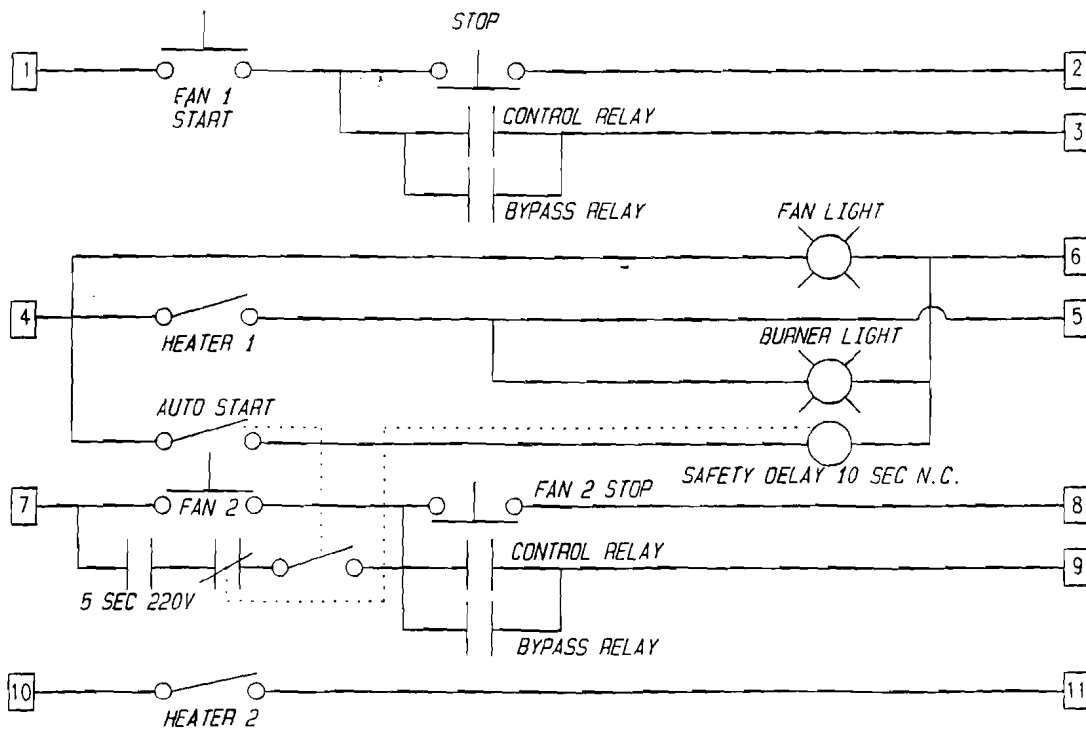 STOP
1
2
FAN 1
START
CONTROL RELAY
3
BYPASS RELAY
FAN LIGHT
6
4
5
HEATER 1
BURNER LIGHT
AUTO START
SAFETY DELAY 10 SEC N.C.
7
FAN 2
FAN 2 STOP
8
CONTROL RELAY
9
5 SEC 220V
BYPASS RELAY
10
11
HEATER 2